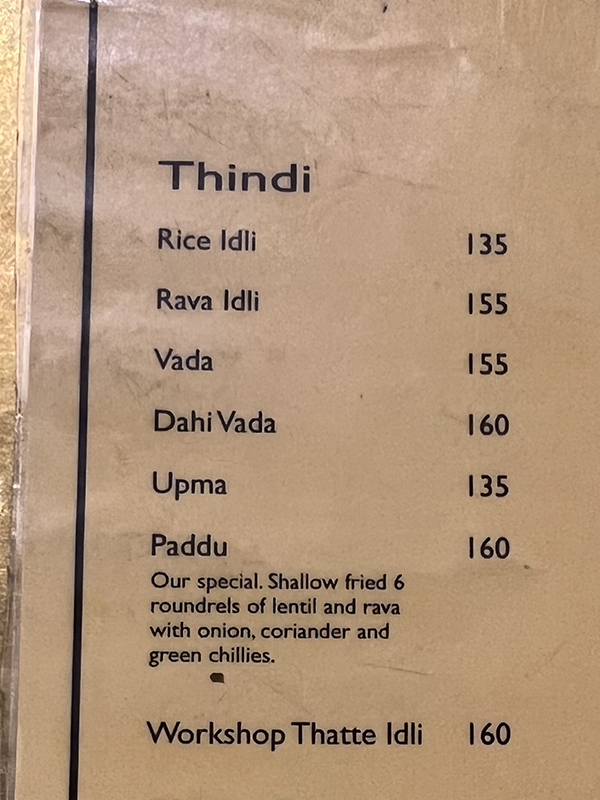 Thindi
Rice Idli 135
Rava Idli 155
Vada 155
Dahi Vada 160
Upma 135
Paddu 160
Our special. Shallow fried 6
roundrels of lentil and rava
with onion, coriander and
green chillies.
Workshop Thatte Idli 160